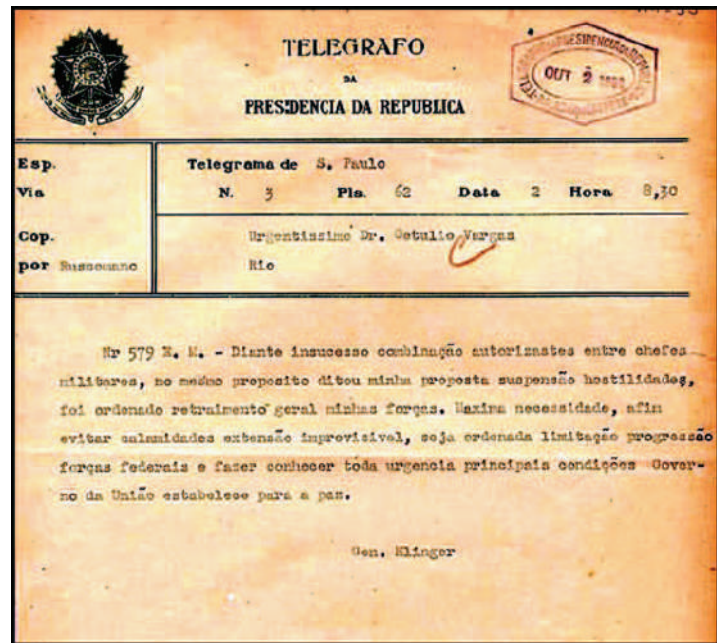 TELEGRAFO
DA
PRESIDENCIA DA REPUBLICA
OUT 2
Esp.
Telegrama de S. Paulo
Via
N. 3 Pls. 62 Data 2 Hora 8,30
Cop.
Urgentissimo Dr. Getulio Vargas
por Russomano
Rio
Nr 579 E. M. - Diante insucesso combinação autorizastes entre chefes
militares, no mesmo proposito ditou minha proposta suspensão hostilidades,
foi ordenado retraimento geral minhas forças. Maxima necessidade, afim
evitar calamidades extensão imprevisivel, seja ordenada limitação progressão
forças federais e fazer conhecer toda urgencia principais condições Gover-
no da União estabelece para a paz.
Gen. Klinger